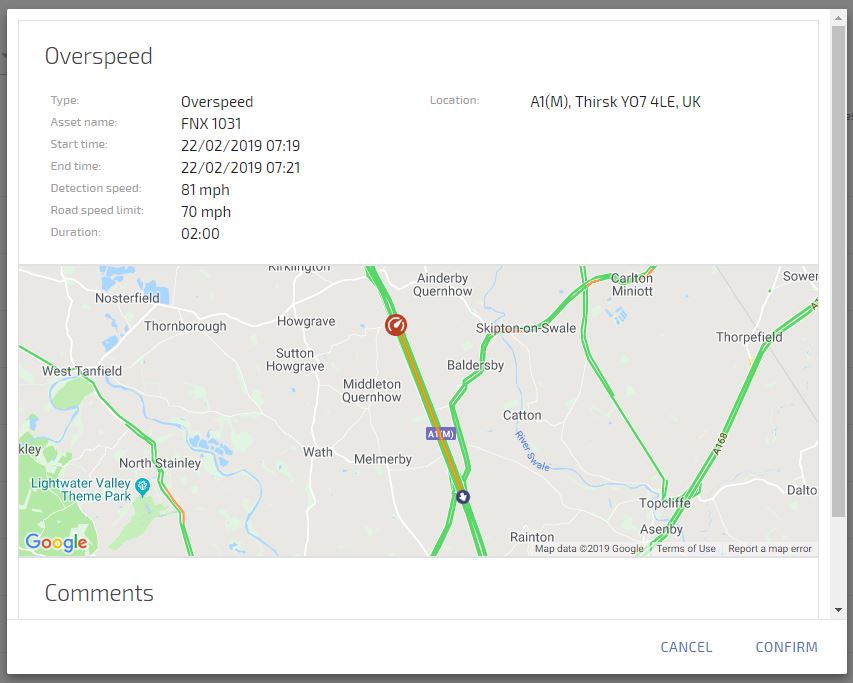 Overspeed
Type: Overspeed Location: A1(M), Thirsk YO7 4LE, UK
Asset name: FNX 1031
Start time: 22/02/2019 07:19
End time: 22/02/2019 07:21
Detection speed: 81 mph
Road speed limit: 70 mph
Duration: 02:00
Kirklington
Ainderby
Quernhow
Carlton
Miniott
Sower
Nosterfield
Thornborough
Howgrave
Skipton-on-Swale
Thorpefield
Sutton
Howgrave
West Tanfield
Baldersby
Middleton
Quernhow
Catton
A1(M)
A168
River Swale
kley
Wath
Melmerby
North Stainley
Lightwater Valley
Theme Park
Dalto
Topcliffe
Asenby
Rainton
Google
Map data ©2019 Google Terms of Use Report a map error
Comments
CANCEL CONFIRM